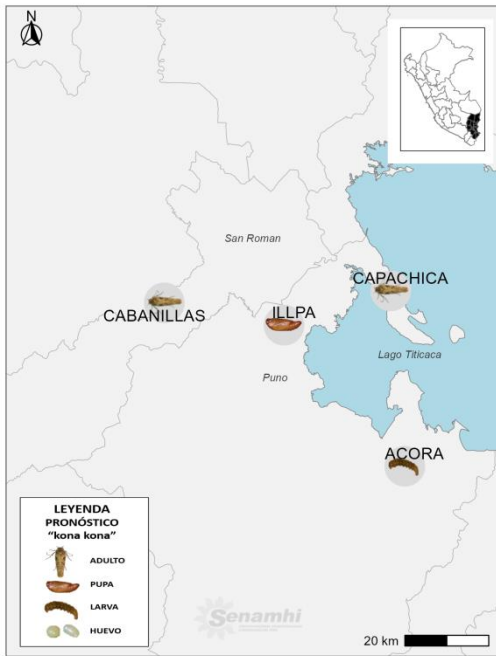 N
San Roman
CAPACHICA
CABANILLAS
ILLPA
Lago Titicaca
Puno
ACORA
LEYENDA
PRONÓSTICO
"kona kona"
ADULTO
PUPA
LARVA
HUEVO
Senamhi
20 km